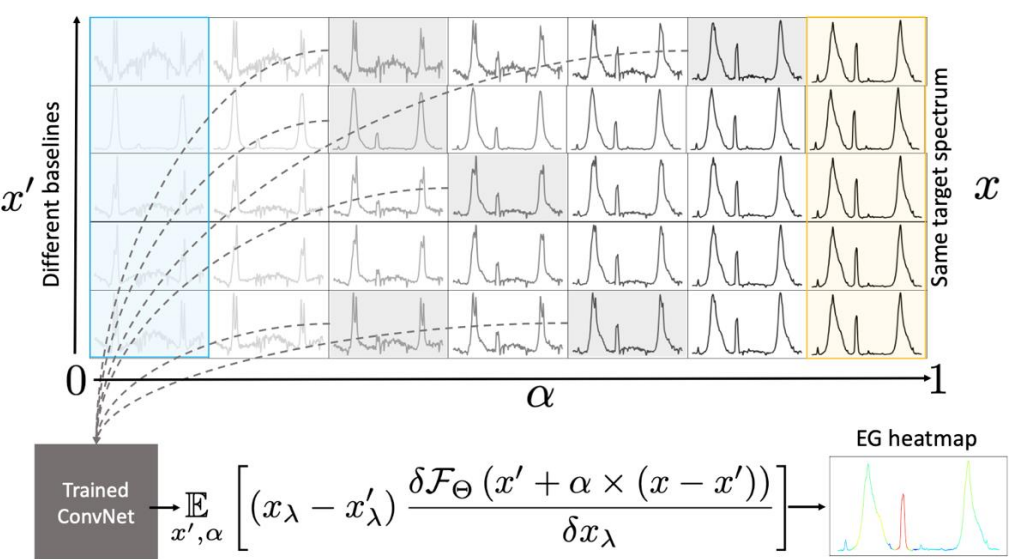 x′
Different baselines
Same target spectrum
x
0
α
1
EG heatmap
Trained
ConvNet
𝔼 x′,α [ (x_λ − x′_λ) δℱ_Θ (x′ + α × (x − x′)) / δx_λ ]